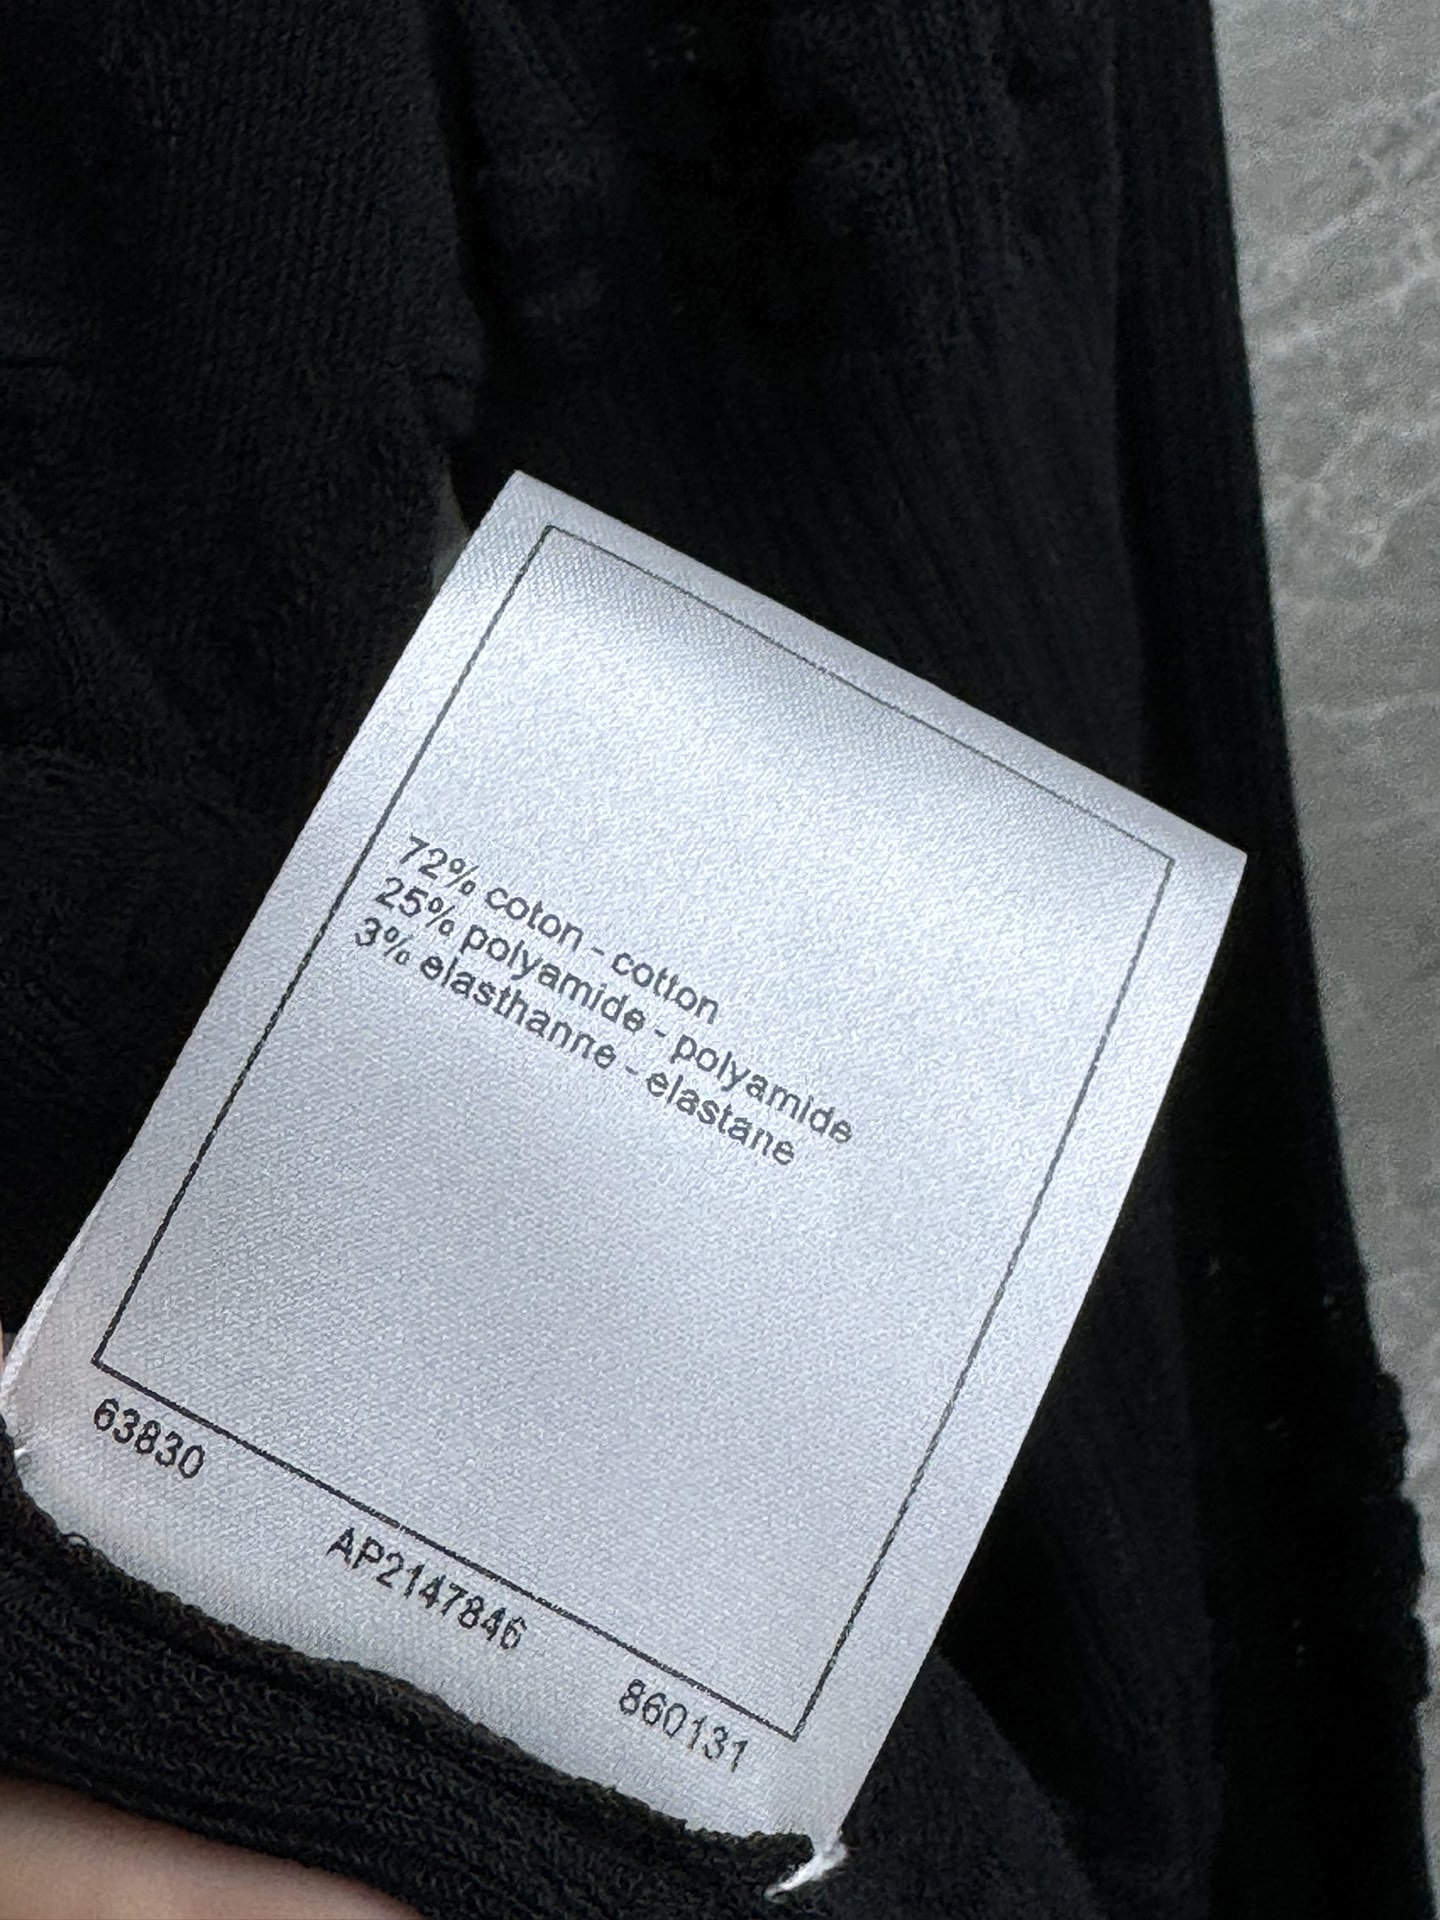 72% coton - cotton
25% polyamide - polyamide
3% elasthanne - elastane
63830
AP2147846
860131